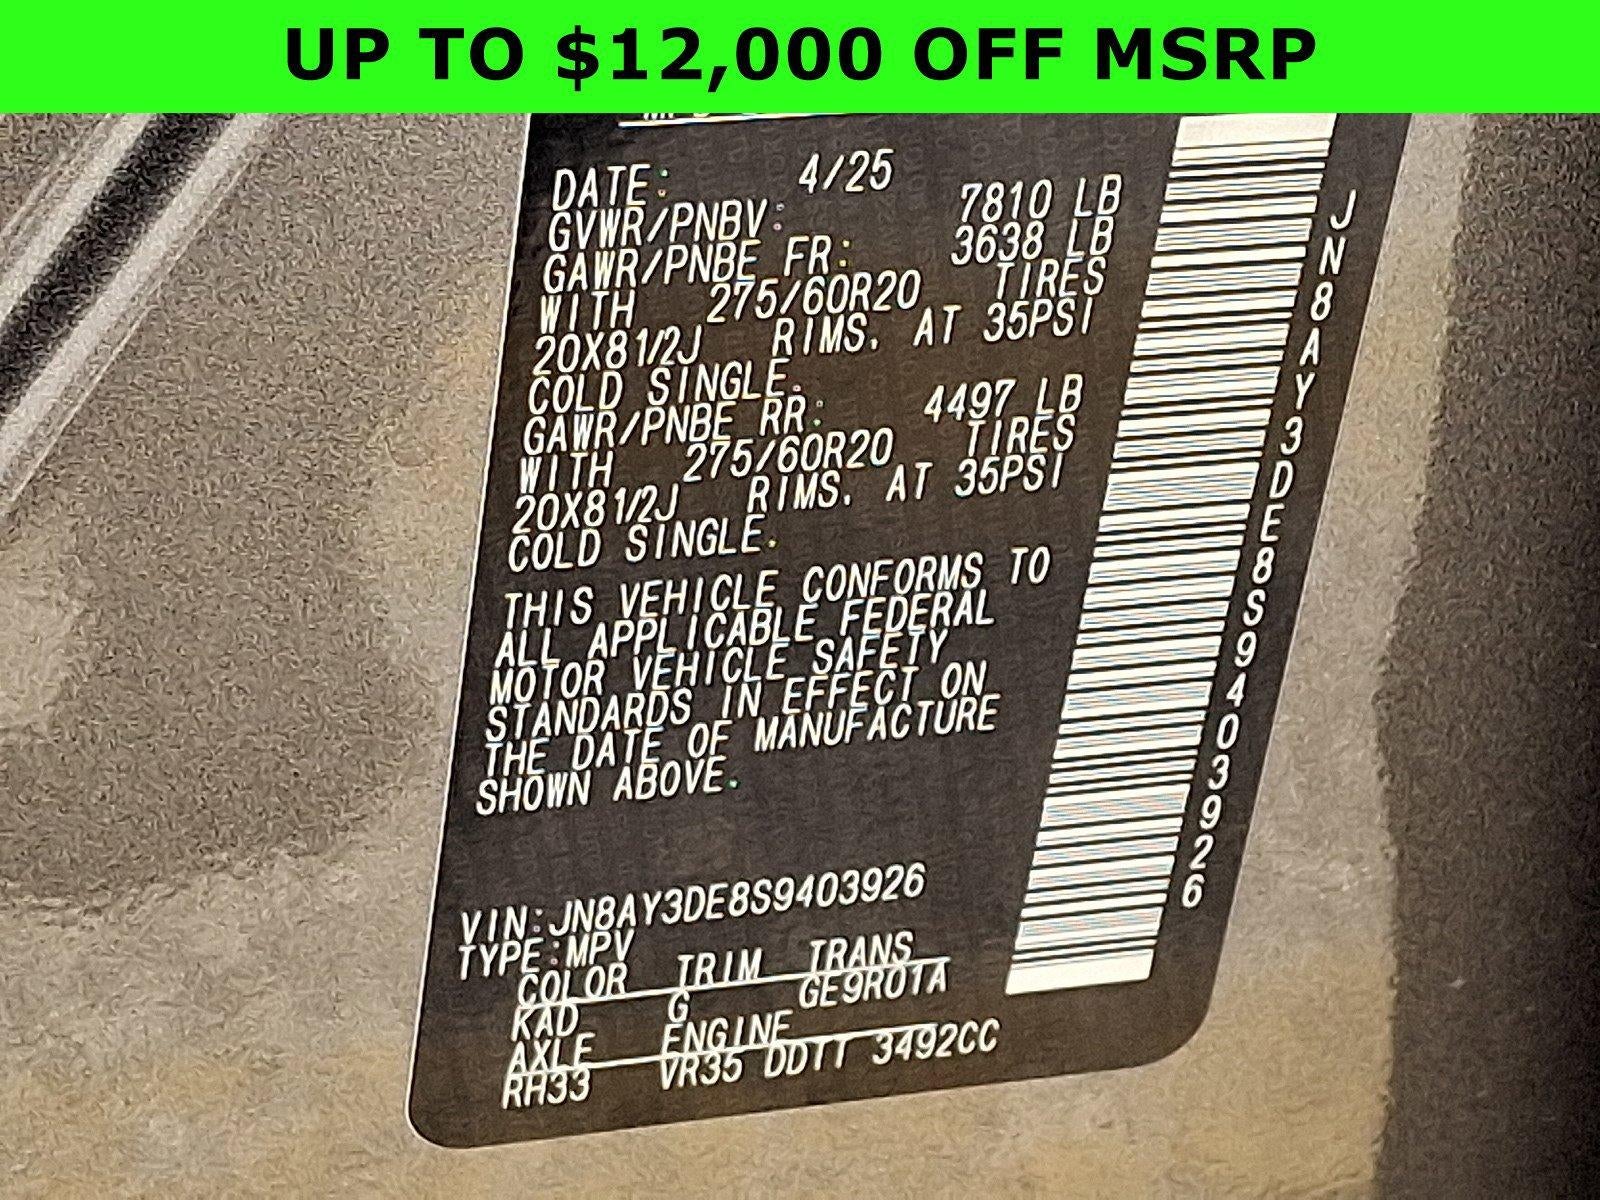 UP TO $12,000 OFF MSRP
DATE: 4/25
GVWR/PNBV: 7810 LB
GAWR/PNBE FR: 3638 LB
WITH 275/60R20 TIRES
20X81/2J RIMS, AT 35PSI
COLD SINGLE.
GAWR/PNBE RR: 4497 LB
WITH 275/60R20 TIRES
20X81/2J RIMS, AT 35PSI
COLD SINGLE.
THIS VEHICLE CONFORMS TO
ALL APPLICABLE FEDERAL
MOTOR VEHICLE SAFETY
STANDARDS IN EFFECT ON
THE DATE OF MANUFACTURE
SHOWN ABOVE.
VIN:JN8AY3DE8S9403926
TYPE:MPV
COLOR TRIM TRANS
KAD G GE9R01A
AXLE ENGINE
RH33 VR35 DDTT 3492CC
JN8AY3DE8S9403926